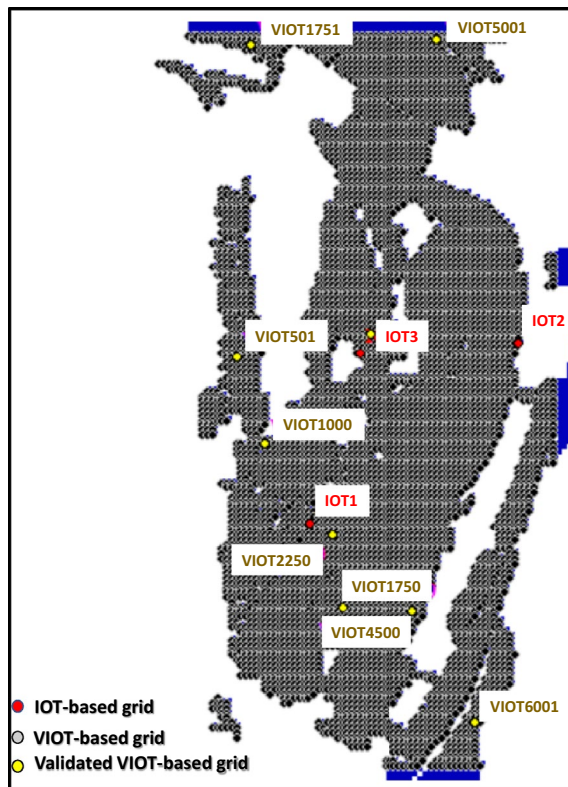 VIOT1751
VIOT5001
VIOT501
IOT3
IOT2
VIOT1000
IOT1
VIOT2250
VIOT1750
VIOT4500
VIOT6001
IOT-based grid
VIOT-based grid
Validated VIOT-based grid